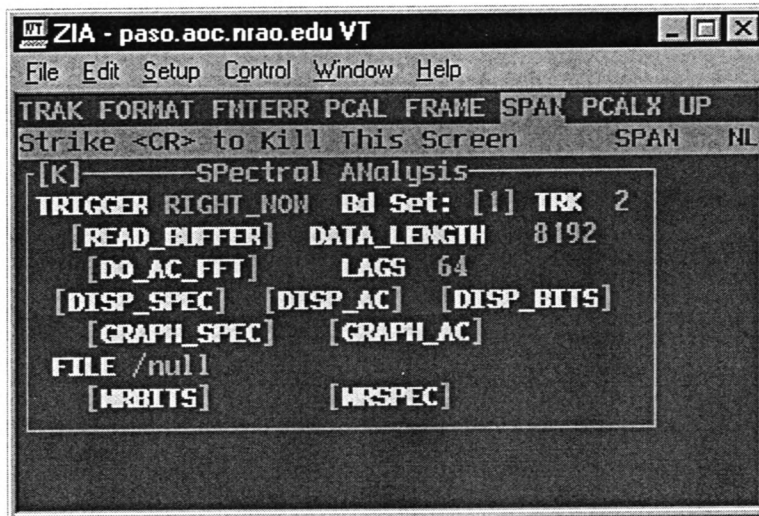 ZIA - paso.aoc.nrao.edu VT
File Edit Setup Control Window Help
TRAK FORMAT FMTERR PCAL FRAME SPAN PCALX UP
Strike <CR> to Kill This Screen SPAN NL
[K] SPectral ANalysis
TRIGGER RIGHT_NOW Bd Set: [1] TRK 2
[READ_BUFFER] DATA_LENGTH 8192
[DO_AC_FFT] LAGS 64
[DISP_SPEC] [DISP_AC] [DISP_BITS]
[GRAPH_SPEC] [GRAPH_AC]
FILE /null
[WRBITS] [WRSPEC]